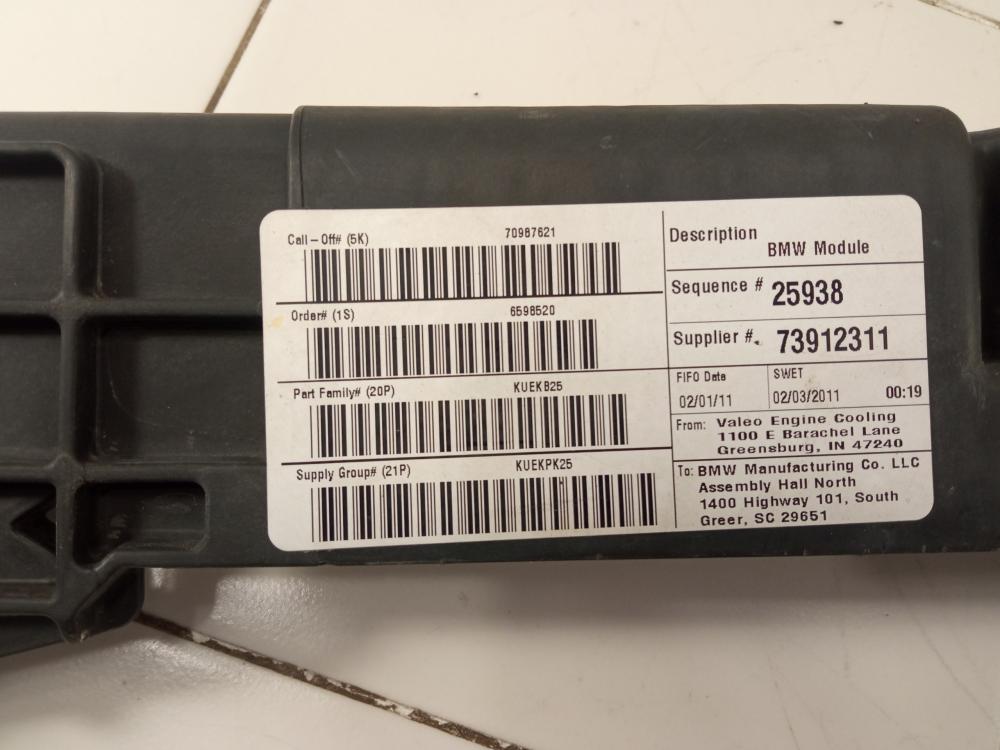 Call-Off# (5K) 70987621
Order# (1S) 6598520
Part Family# (20P) KUEKB25
Supply Group# (21P) KUEKPK25
Description
BMW Module
Sequence # 25938
Supplier #. 73912311
FIFO Date
02/01/11
SWET
02/03/2011 00:19
From: Valeo Engine Cooling
1100 E Barachel Lane
Greensburg, IN 47240
To: BMW Manufacturing Co. LLC
Assembly Hall North
1400 Highway 101, South
Greer, SC 29651